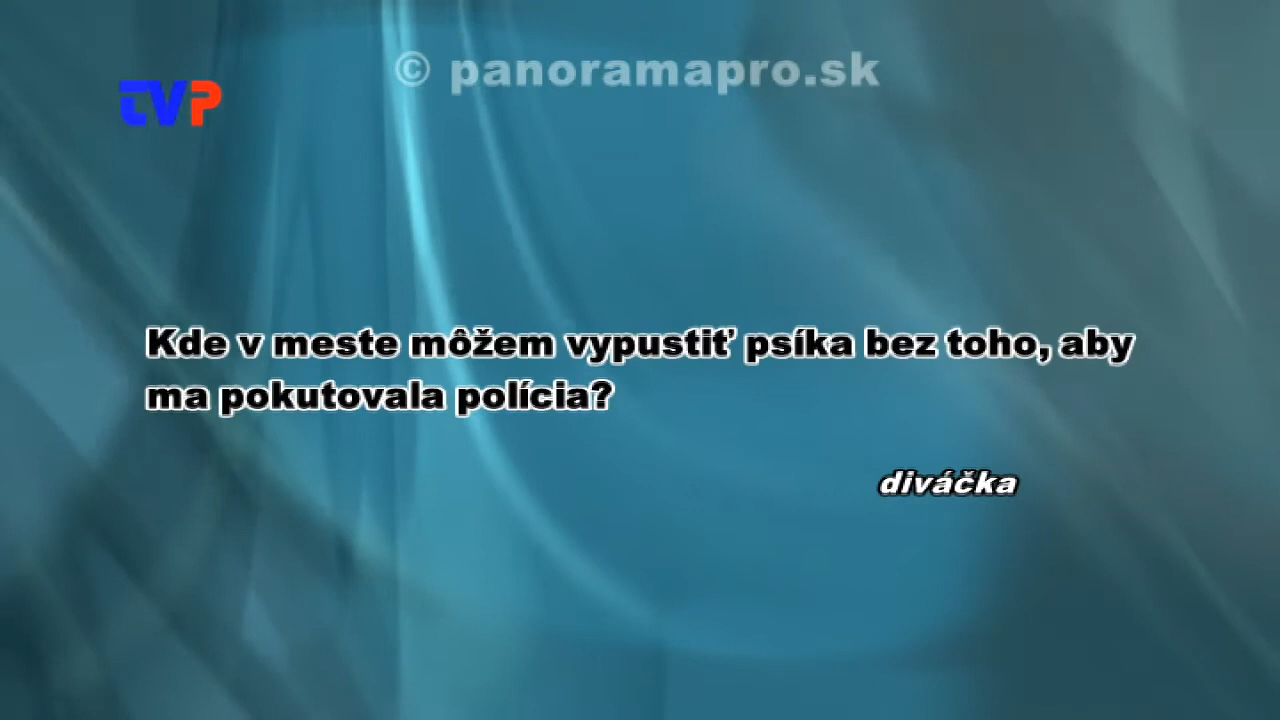 © panoramapro.sk
TVP
Kde v meste môžem vypustiť psíka bez toho, aby
ma pokutovala polícia?
diváčka